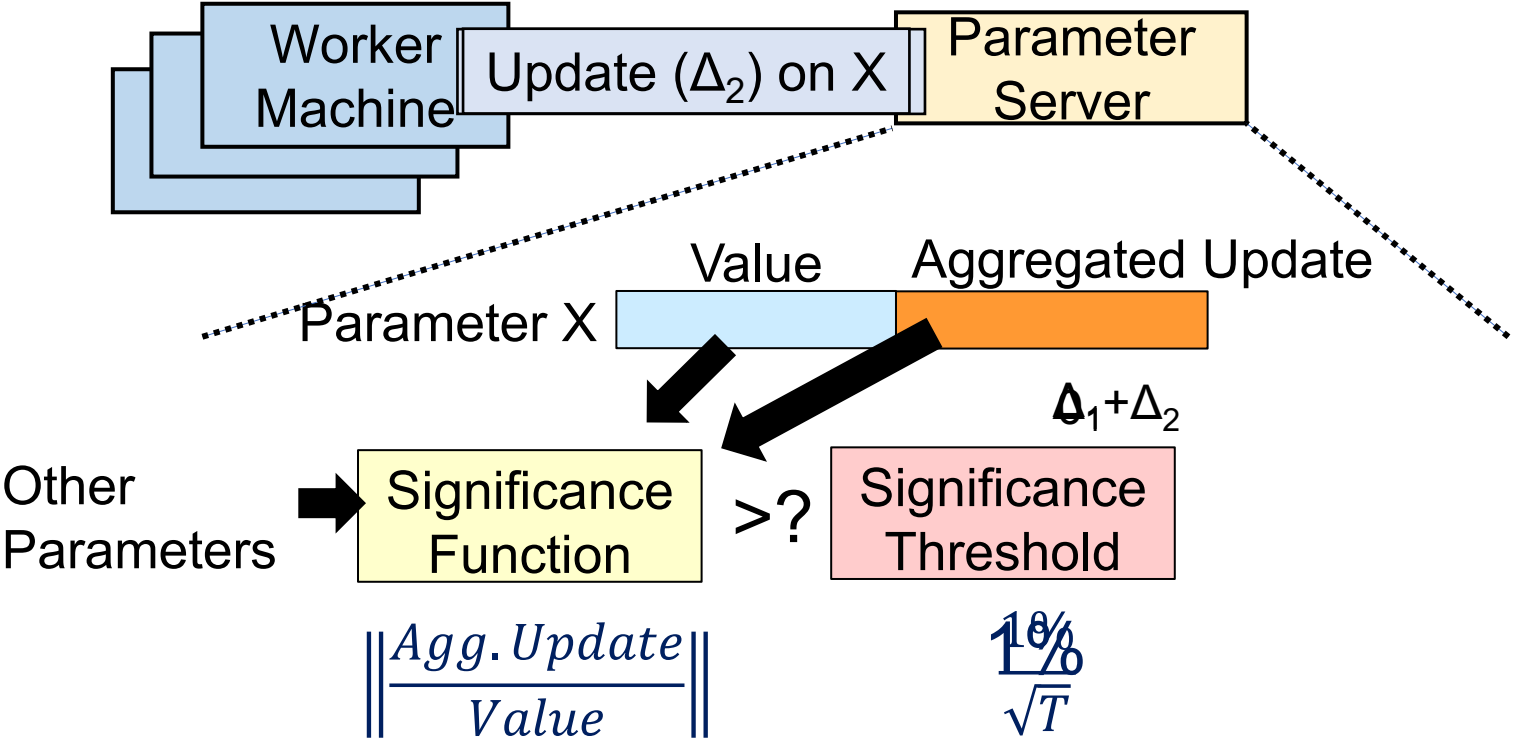 Worker
Machine
Update (Δ₂) on X
Parameter
Server
Value
Aggregated Update
Parameter X
Δ₁+Δ₂
Other
Parameters
Significance
Function
>?
Significance
Threshold
‖Agg. Update
Value‖
1%
1%
√T